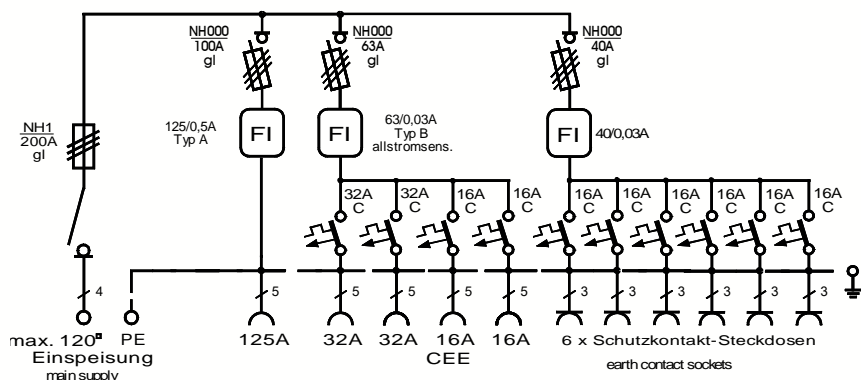 NH000
100A
gl
NH000
63A
gl
NH000
40A
gl
NH1
200A
gl
125/0,5A
Typ A
FI
FI
63/0,03A
Typ B
allstromsens.
FI
40/0,03A
32A
C
32A
C
16A
C
16A
C
16A
C
16A
C
16A
C
16A
C
16A
C
16A
C
4
5
5
5
5
5
3
3
3
3
3
3
max. 120¤
PE
125A
32A
32A
16A
16A
CEE
6 x Schutzkontakt-Steckdosen
earth contact sockets
Einspeisung
main supply